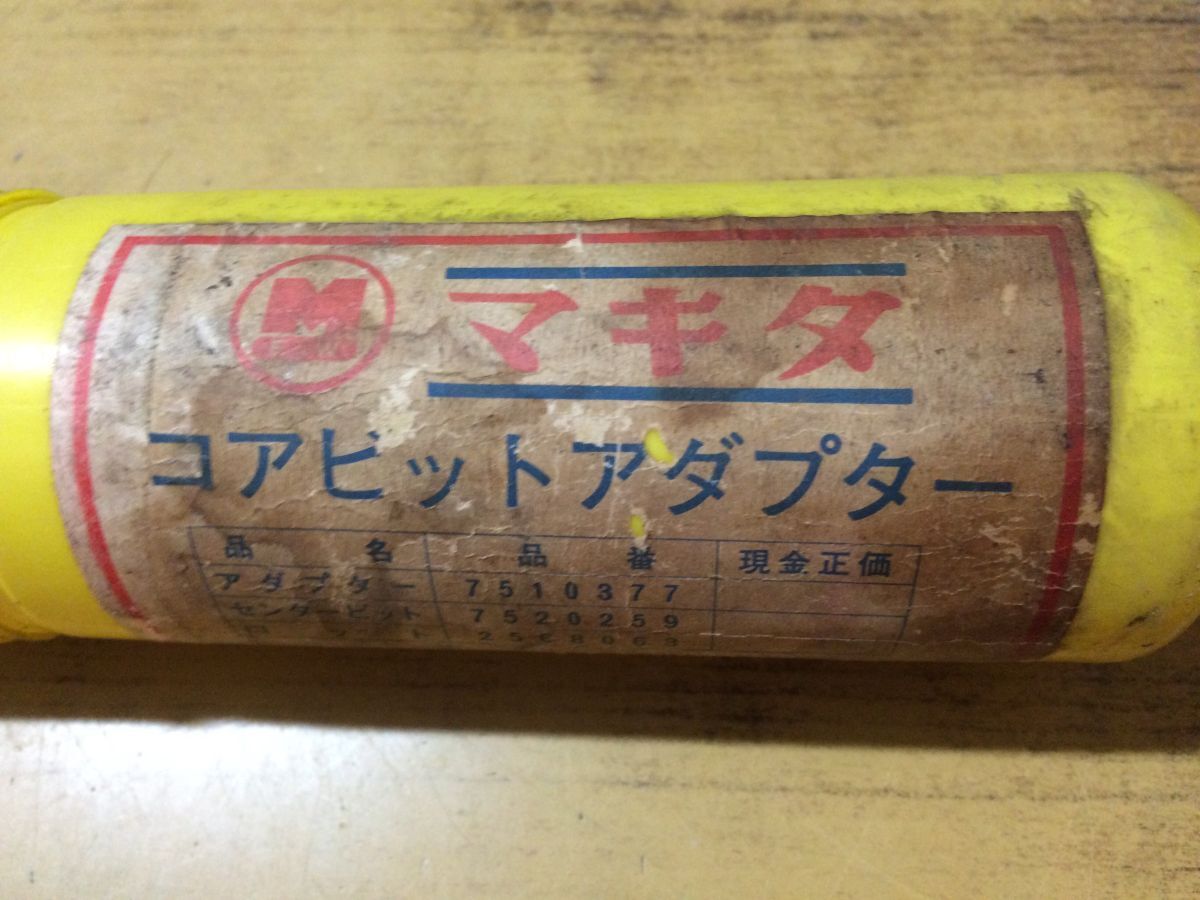 マキタ
コアビットアダプター
品名 品番 現金正価
アダプター 7510377
センタービット 7520259